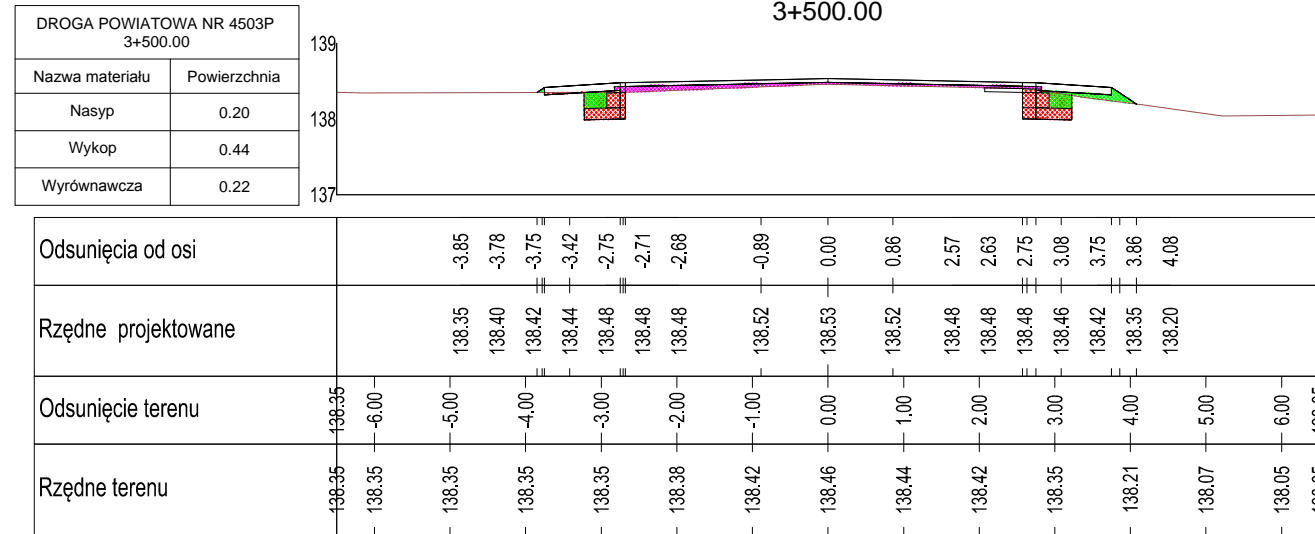 3+500.00
DROGA POWIATOWA NR 4503P
3+500.00
Nazwa materiału Powierzchnia
Nasyp 0.20
Wykop 0.44
Wyrównawcza 0.22
139
138
137
Odsunięcia od osi -3.85 -3.78 -3.75 -3.42 -2.75 -2.71 -2.68 -0.89 0.00 0.86 2.57 2.63 2.75 3.08 3.75 3.86 4.08
Rzędne projektowane 138.35 138.40 138.42 138.44 138.48 138.48 138.48 138.52 138.53 138.52 138.48 138.48 138.48 138.46 138.42 138.35 138.20
Odsunięcie terenu 138.35 -6.00 -5.00 -4.00 -3.00 -2.00 -1.00 0.00 1.00 2.00 3.00 4.00 5.00 6.00
Rzędne terenu 138.35 138.35 138.35 138.35 138.35 138.38 138.42 138.46 138.44 138.42 138.35 138.21 138.07 138.05